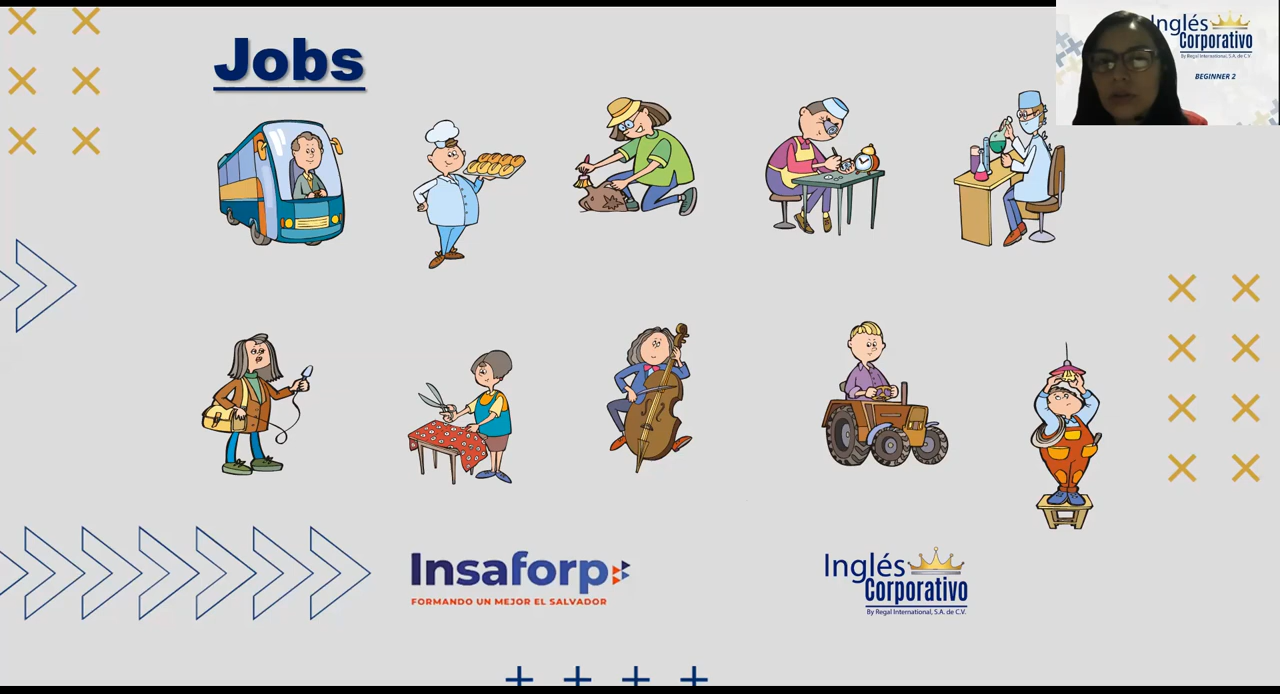 Jobs
Inglés
Corporativo
By Regal International, S.A. de C.V.
BEGINNER 2
Insaforp
FORMANDO UN MEJOR EL SALVADOR
Inglés
Corporativo
By Regal International, S.A. de C.V.